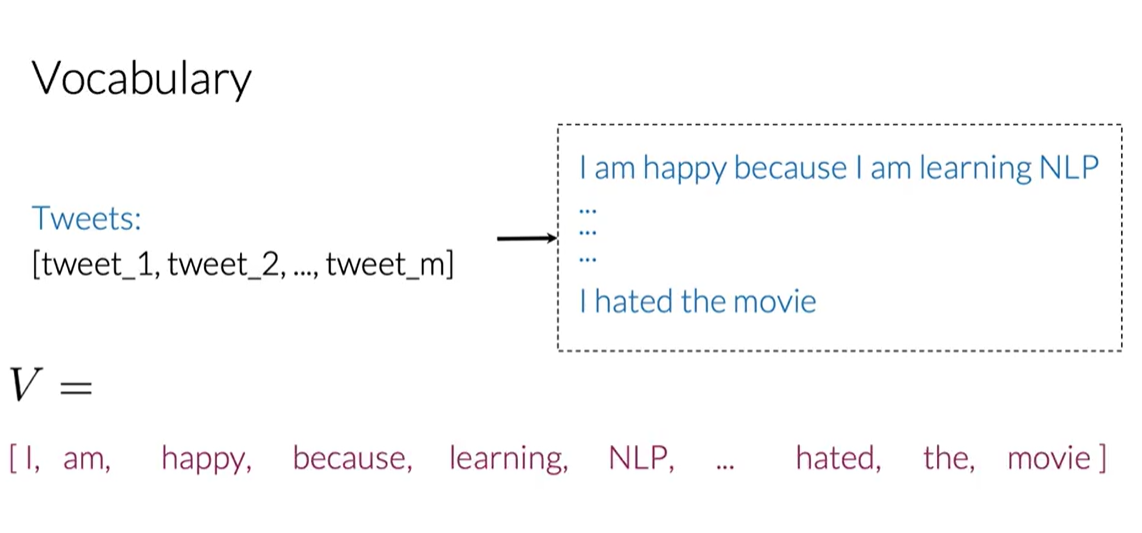 Vocabulary
Tweets:
[tweet_1, tweet_2, ..., tweet_m]
I am happy because I am learning NLP
...
...
...
I hated the movie
V =
[ I, am, happy, because, learning, NLP, ... hated, the, movie ]